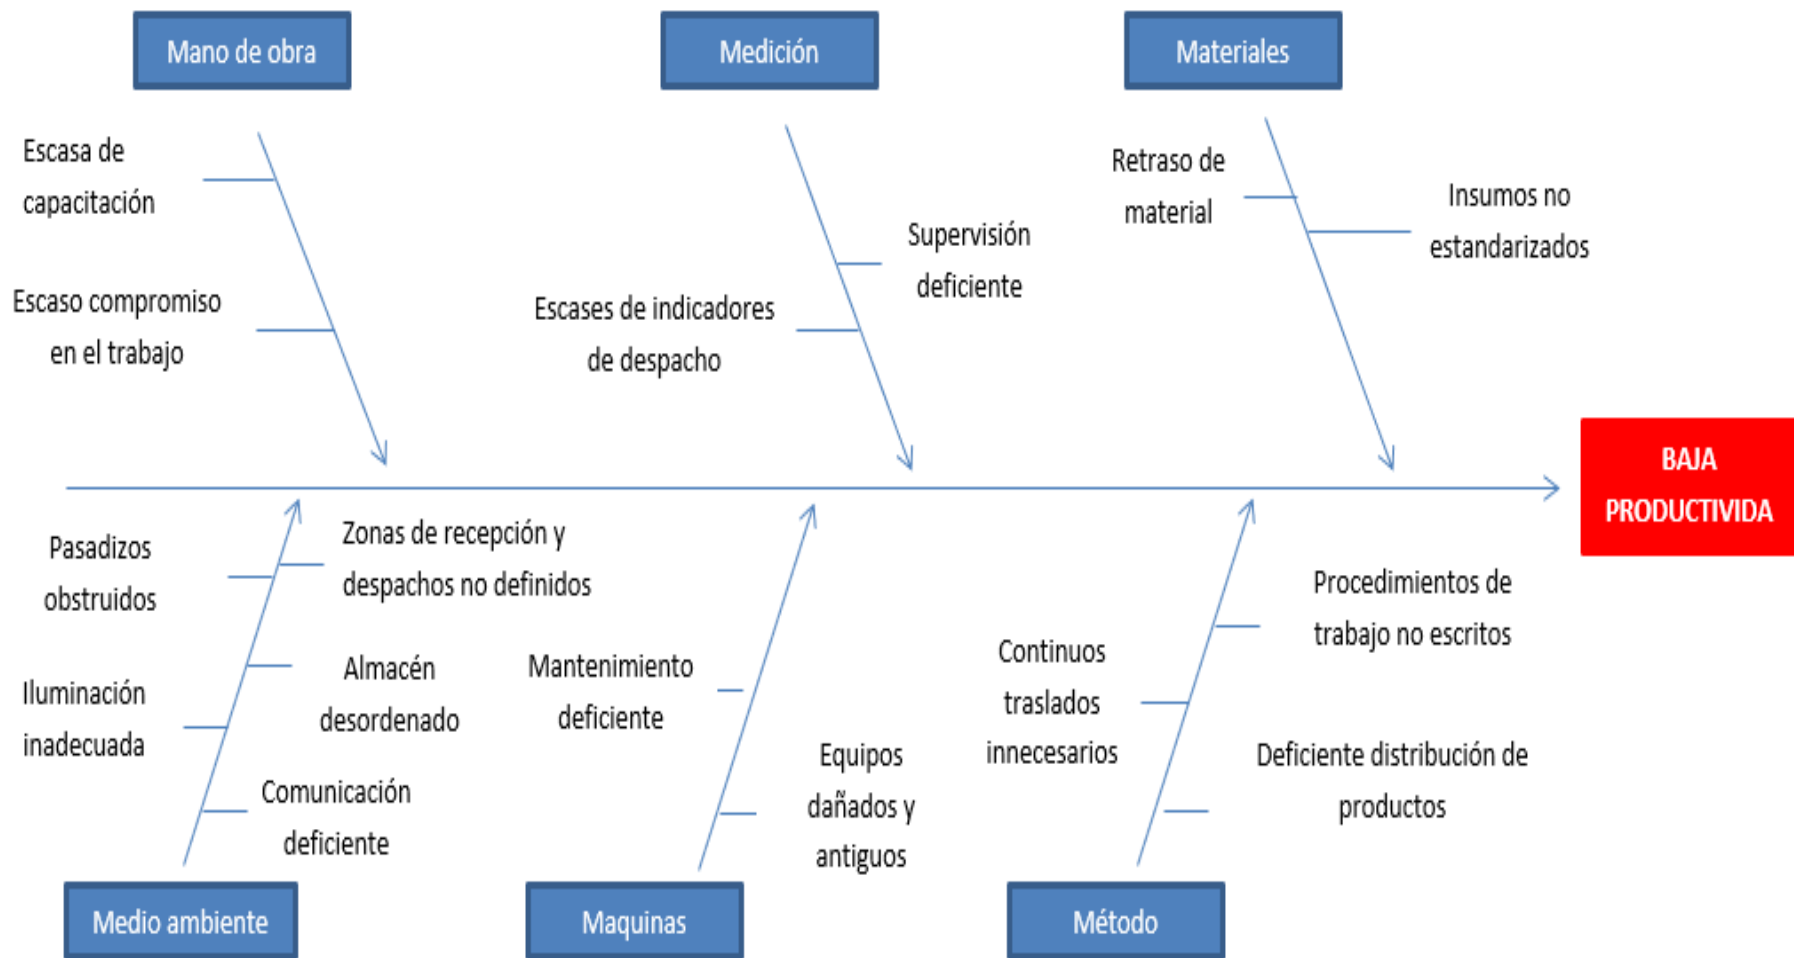 Mano de obra
Medición
Materiales
Escasa de
capacitación
Escaso compromiso
en el trabajo
Escases de indicadores
de despacho
Supervisión
deficiente
Retraso de
material
Insumos no
estandarizados
BAJA
PRODUCTIVIDA
Pasadizos
obstruidos
Zonas de recepción y
despachos no definidos
Iluminación
inadecuada
Almacén
desordenado
Comunicación
deficiente
Mantenimiento
deficiente
Equipos
dañados y
antiguos
Continuos
traslados
innecesarios
Procedimientos de
trabajo no escritos
Deficiente distribución de
productos
Medio ambiente
Maquinas
Método